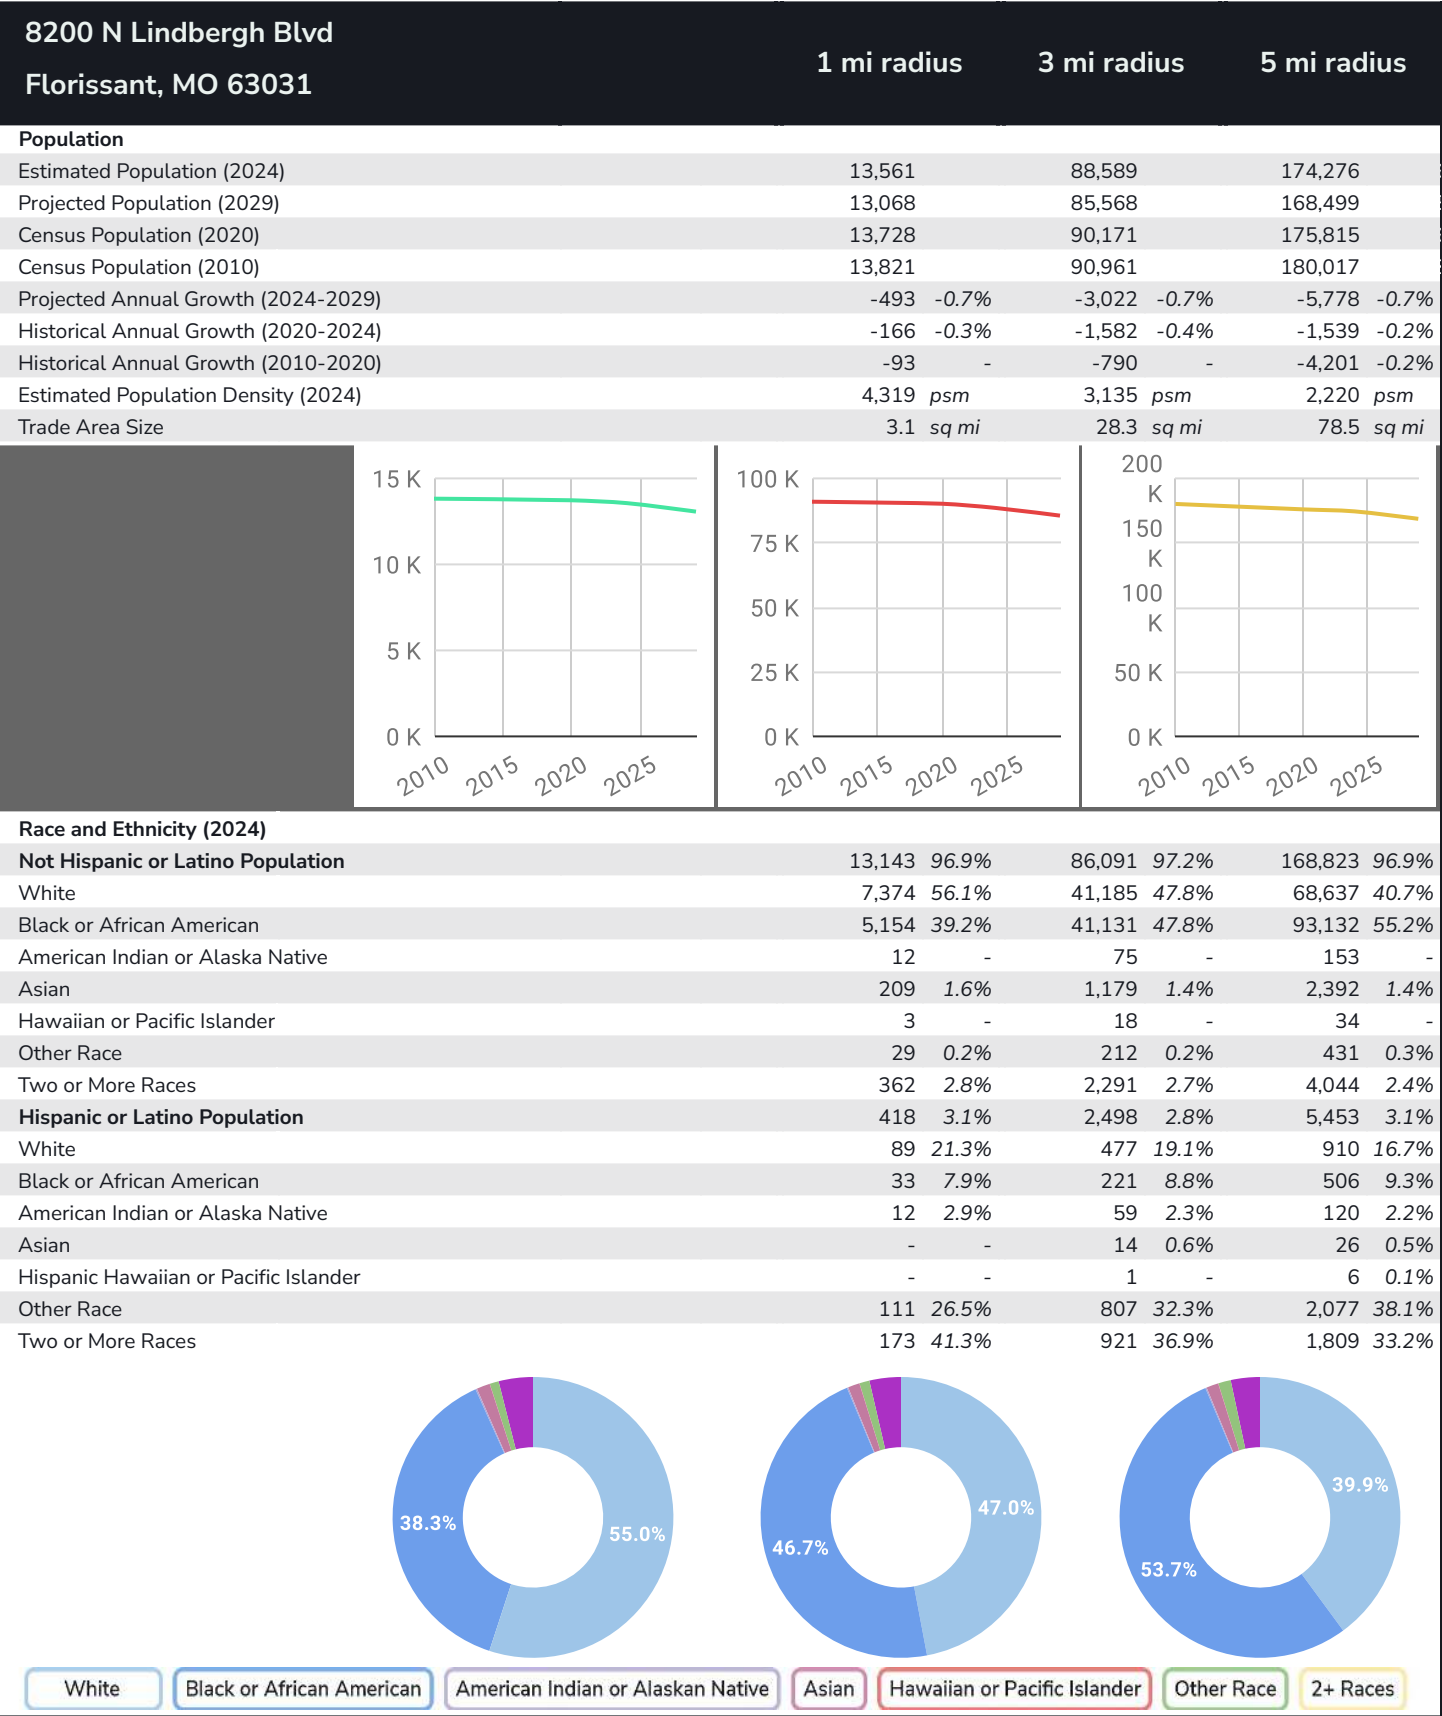 8200 N Lindbergh Blvd
Florissant, MO 63031
1 mi radius 3 mi radius 5 mi radius
Population
Estimated Population (2024) 13,561 88,589 174,276
Projected Population (2029) 13,068 85,568 168,499
Census Population (2020) 13,728 90,171 175,815
Census Population (2010) 13,821 90,961 180,017
Projected Annual Growth (2024-2029) -493 -0.7% -3,022 -0.7% -5,778 -0.7%
Historical Annual Growth (2020-2024) -166 -0.3% -1,582 -0.4% -1,539 -0.2%
Historical Annual Growth (2010-2020) -93 - -790 - -4,201 -0.2%
Estimated Population Density (2024) 4,319 psm 3,135 psm 2,220 psm
Trade Area Size 3.1 sq mi 28.3 sq mi 78.5 sq mi
15 K
10 K
5 K
0 K
2010 2015 2020 2025
100 K
75 K
50 K
25 K
0 K
2010 2015 2020 2025
200
K
150
K
100
K
50 K
0 K
2010 2015 2020 2025
Race and Ethnicity (2024)
Not Hispanic or Latino Population 13,143 96.9% 86,091 97.2% 168,823 96.9%
White 7,374 56.1% 41,185 47.8% 68,637 40.7%
Black or African American 5,154 39.2% 41,131 47.8% 93,132 55.2%
American Indian or Alaska Native 12 - 75 - 153 -
Asian 209 1.6% 1,179 1.4% 2,392 1.4%
Hawaiian or Pacific Islander 3 - 18 - 34 -
Other Race 29 0.2% 212 0.2% 431 0.3%
Two or More Races 362 2.8% 2,291 2.7% 4,044 2.4%
Hispanic or Latino Population 418 3.1% 2,498 2.8% 5,453 3.1%
White 89 21.3% 477 19.1% 910 16.7%
Black or African American 33 7.9% 221 8.8% 506 9.3%
American Indian or Alaska Native 12 2.9% 59 2.3% 120 2.2%
Asian - - 14 0.6% 26 0.5%
Hispanic Hawaiian or Pacific Islander - - 1 - 6 0.1%
Other Race 111 26.5% 807 32.3% 2,077 38.1%
Two or More Races 173 41.3% 921 36.9% 1,809 33.2%
38.3% 55.0%
46.7% 47.0%
53.7% 39.9%
White Black or African American American Indian or Alaskan Native Asian Hawaiian or Pacific Islander Other Race 2+ Races